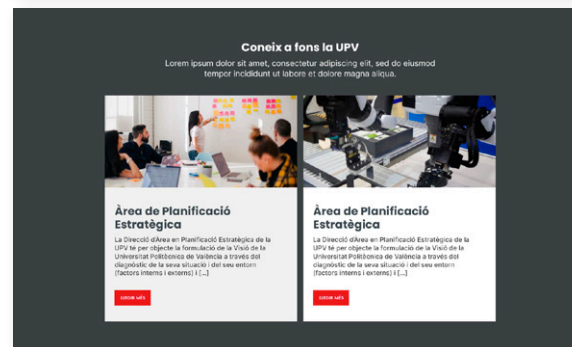 Coneix a fons la UPV
Lorem ipsum dolor sit amet, consectetur adipiscing elit, sed do eiusmod
tempor incididunt ut labore et dolore magna aliqua.
Àrea de Planificació
Estratègica
La Direcció d'Àrea en Planificació Estratègica de la
UPV té per objecte la formulació de la Visió de la
Universitat Politècnica de València a través del
diagnòstic de la seva situació i del seu entorn
(factors interns i externs) i [...]
Àrea de Planificació
Estratègica
La Direcció d'Àrea en Planificació Estratègica de la
UPV té per objecte la formulació de la Visió de la
Universitat Politècnica de València a través del
diagnòstic de la seva situació i del seu entorn
(factors interns i externs) i [...]